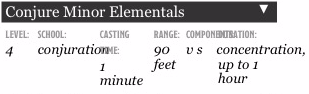 Conjure Minor Elementals ▼
LEVEL: SCHOOL: CASTING TIME: RANGE: COMPONENTS: DURATION:
4 conjuration 1 minute 90 feet v s concentration, up to 1 hour